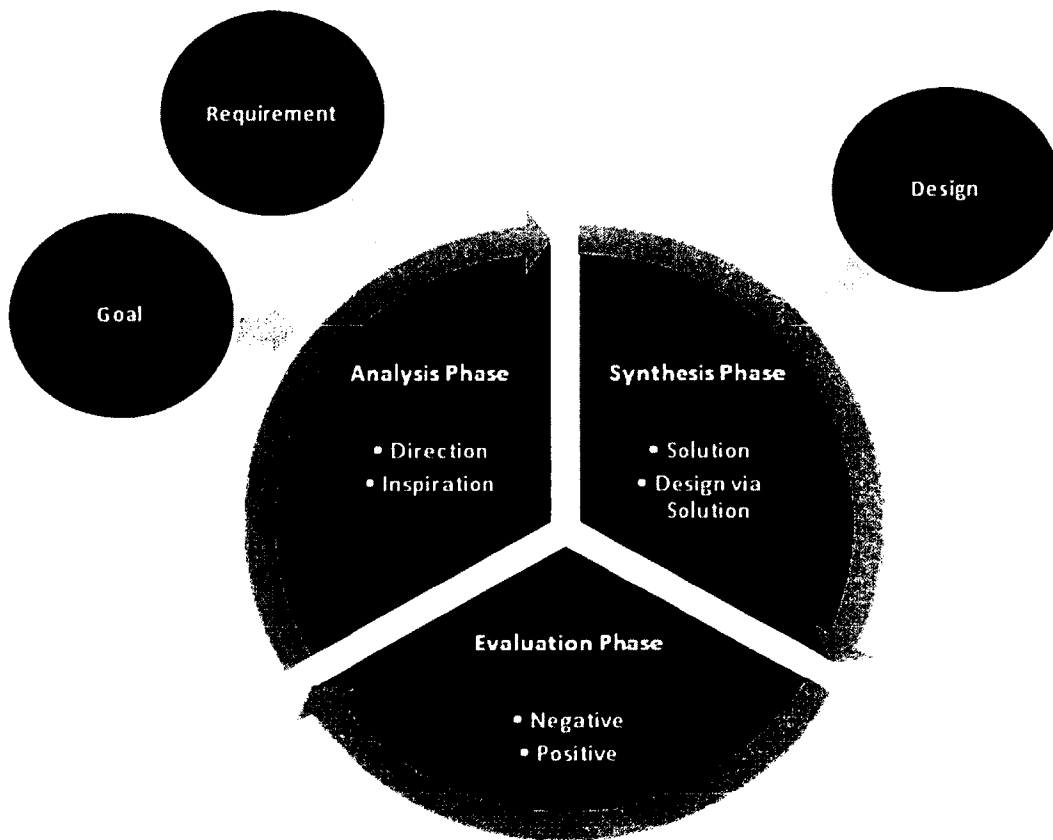 Requirement
Design
Goal
Analysis Phase
• Direction
• Inspiration
Synthesis Phase
• Solution
• Design via
Solution
Evaluation Phase
• Negative
• Positive